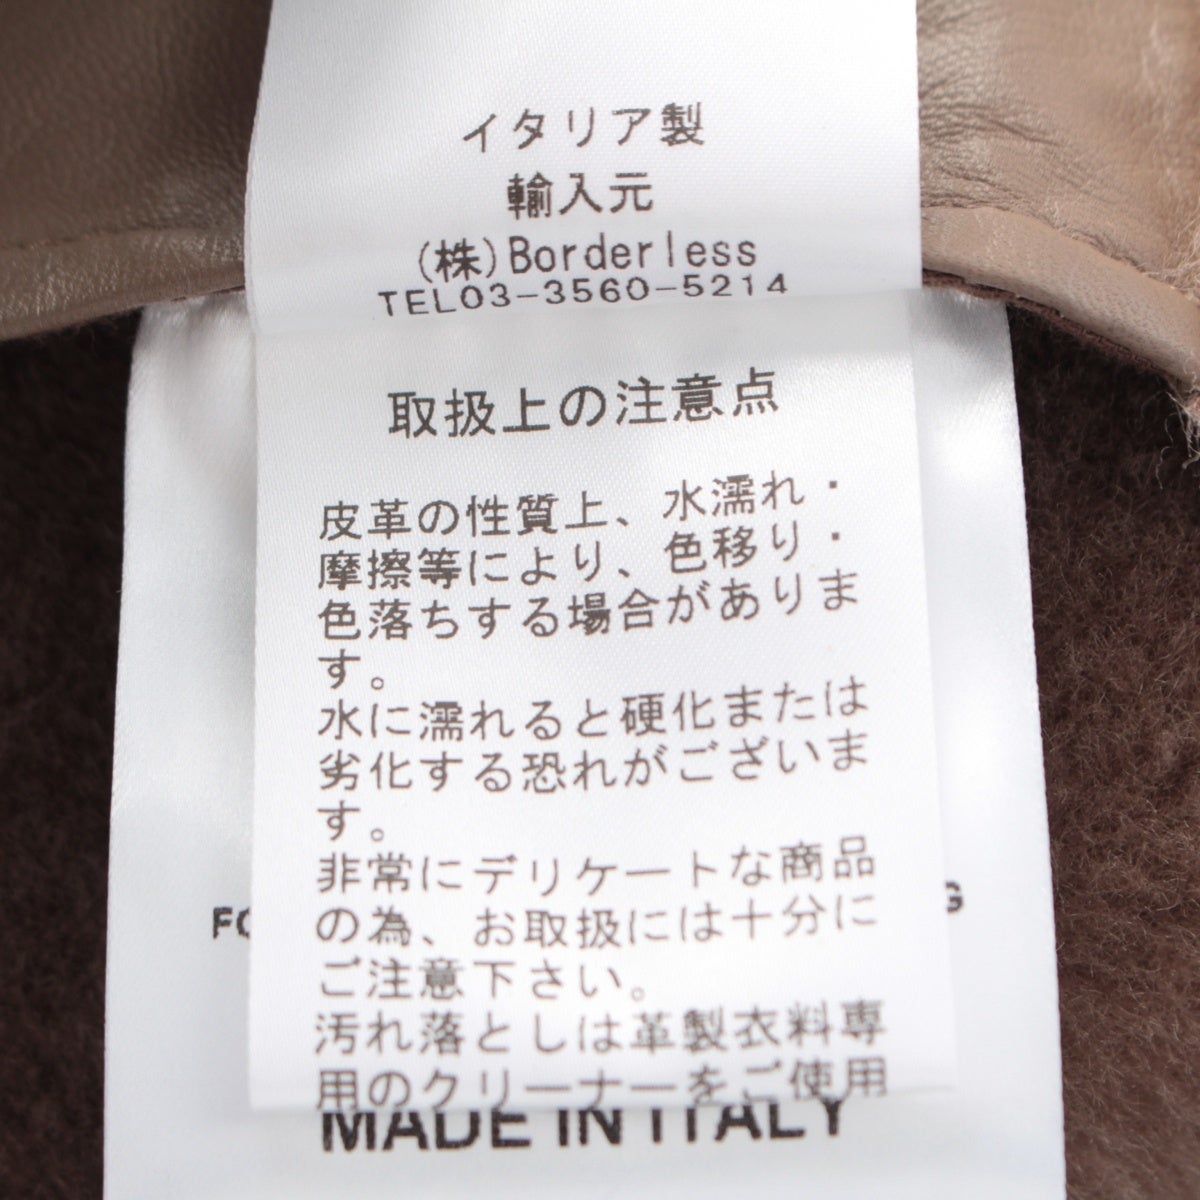 イタリア製
輸入元
(株)Borderless
TEL03-3560-5214
取扱上の注意点
皮革の性質上、水濡れ・
摩擦等により、色移り・
色落ちする場合がありま
す。
水に濡れると硬化または
劣化する恐れがございま
す。
非常にデリケートな商品
の為、お取扱には十分に
ご注意下さい。
汚れ落としは革製衣料専
用のクリーナーをご使用
MADE IN ITALY